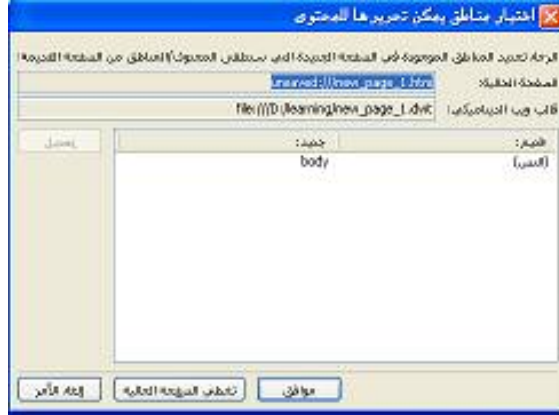 اختيار مناطق يمكن تحريرها للمحتوى
الرجاء تحديد المناطق الموجودة في الصفحة الجديدة التي ستتلقى المحتوى/المناطق من الصفحة القديمة:
الصفحة الحالية: unsaved:///new_page_1.htm
قالب ويب الديناميكي: file:///D:/learning/new_page_1.dwt
قديم: جديد: تعديل
(النص) body
موافق تخطي الصفحة الحالية إلغاء الأمر